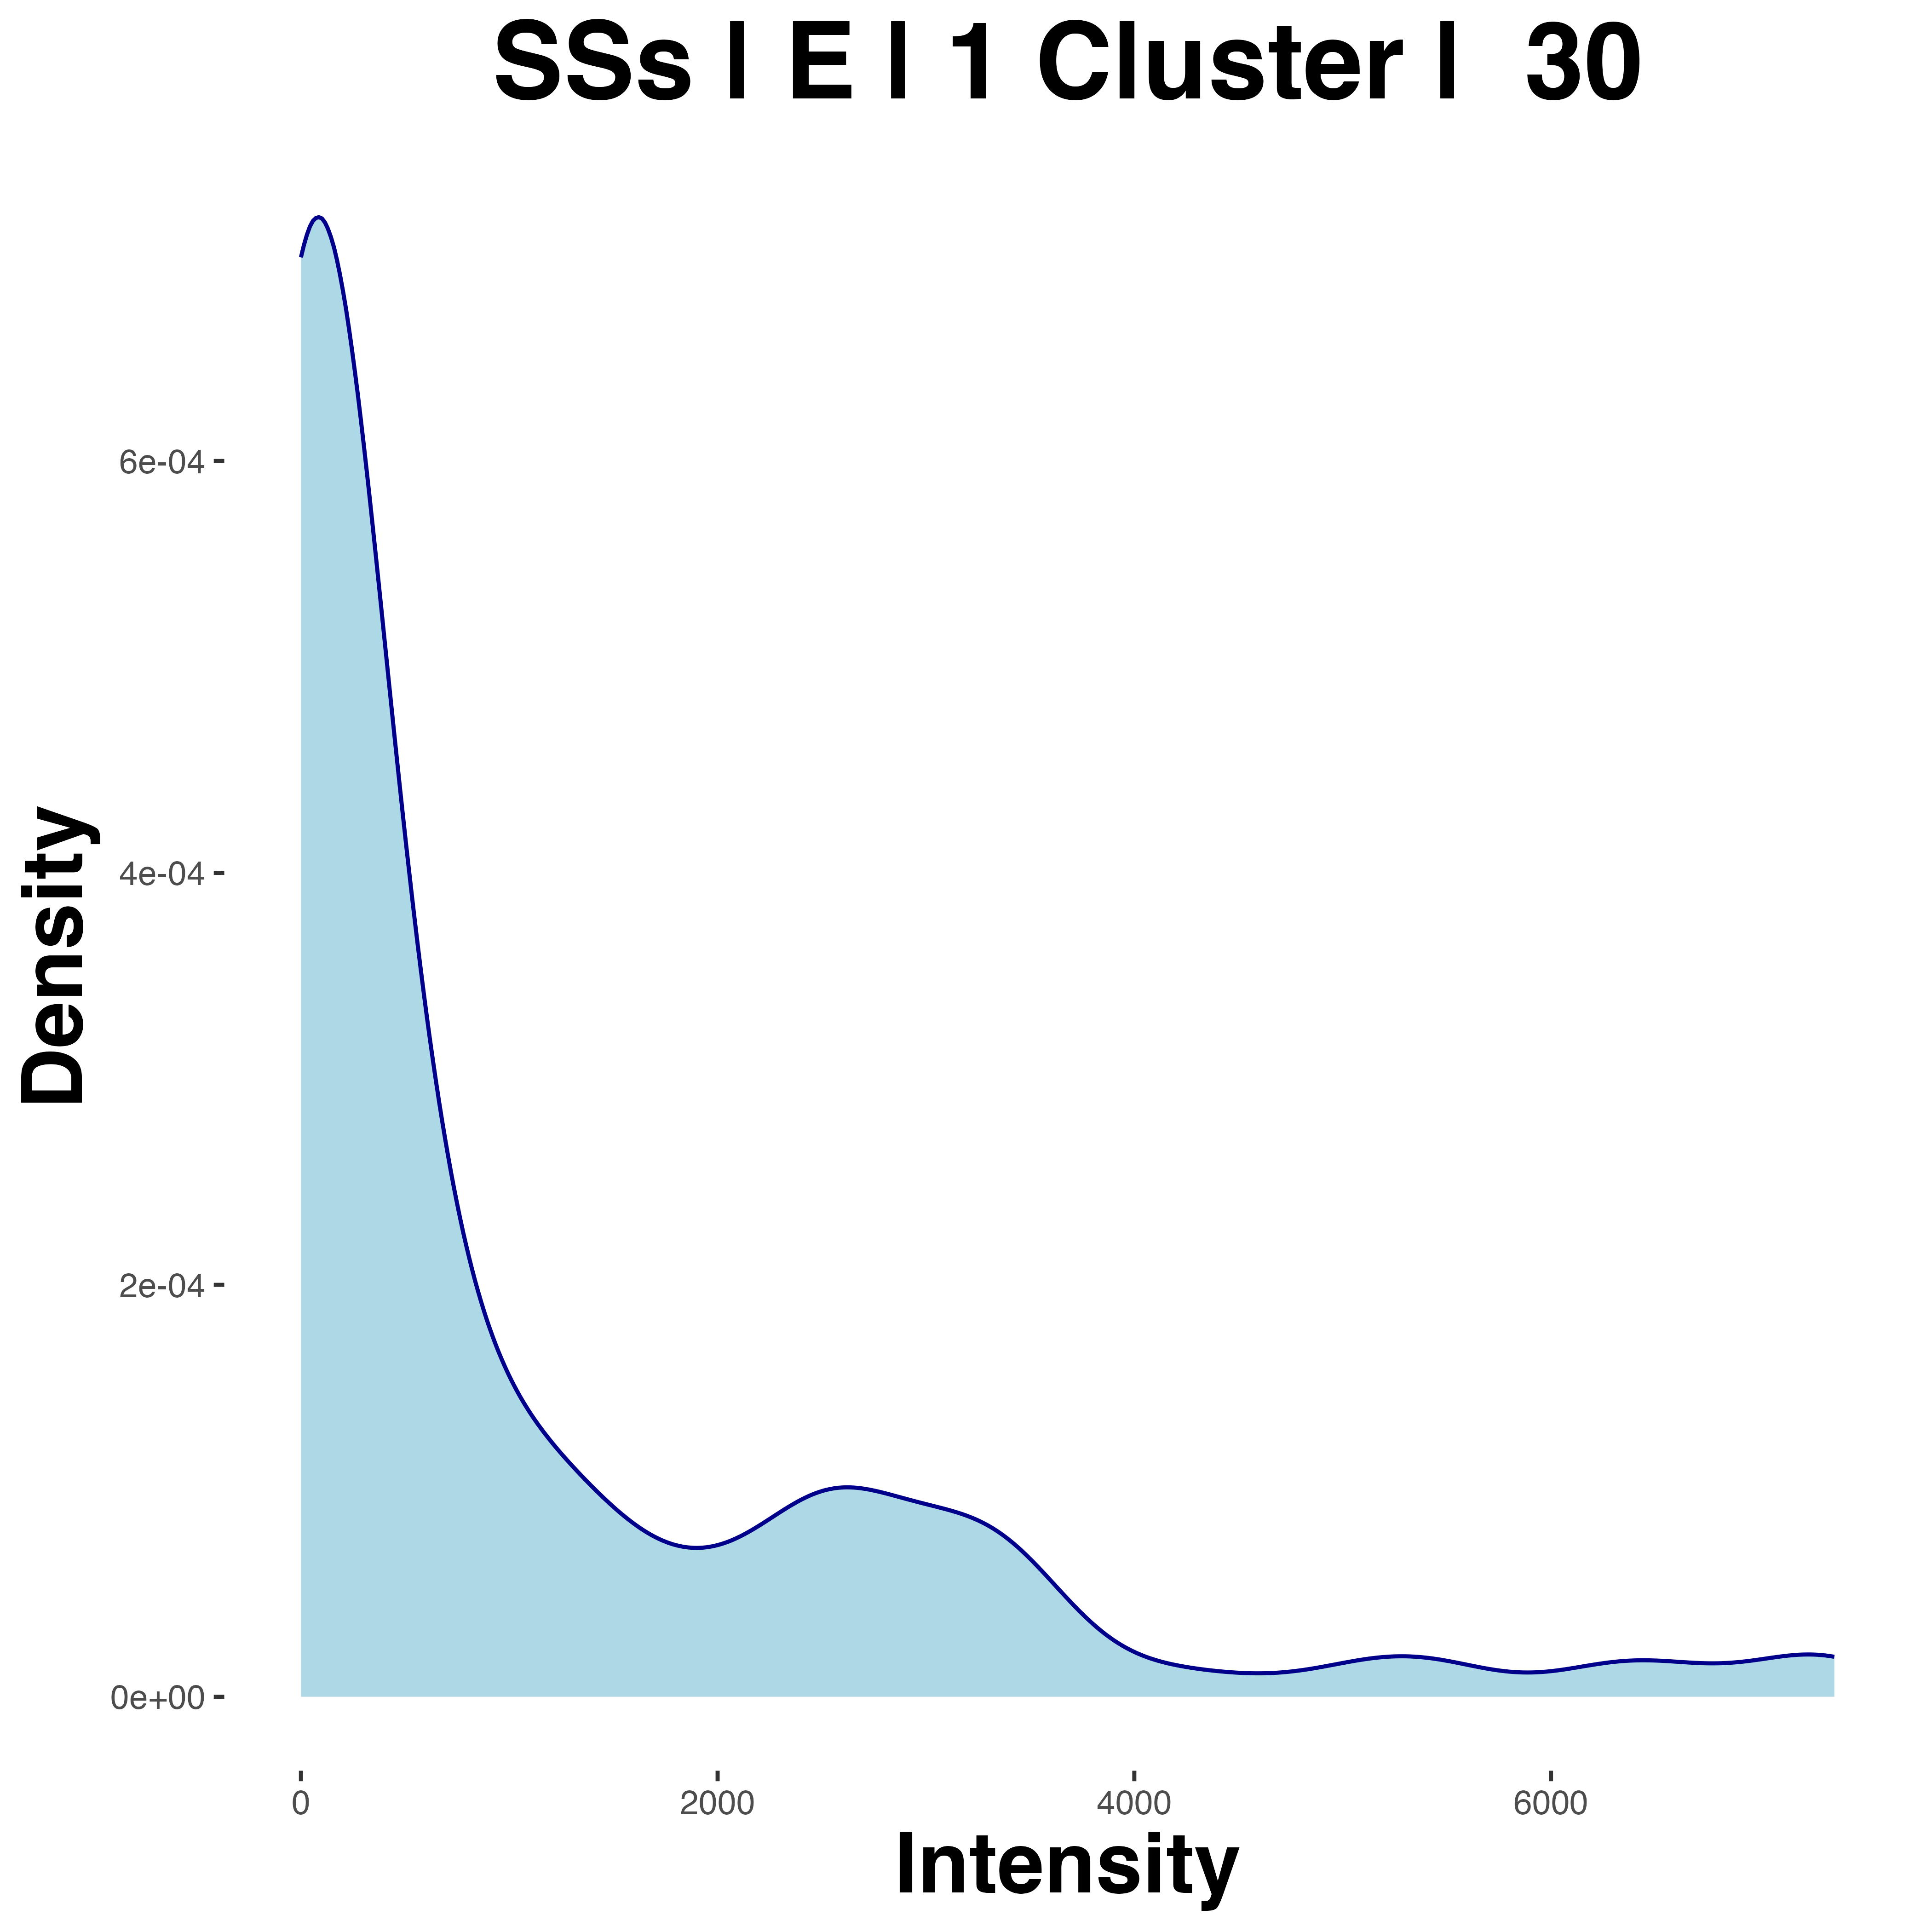 SSs | E | 1 Cluster |  30
Density
6e-04
4e-04
2e-04
0e+00
0 2000 4000 6000
Intensity